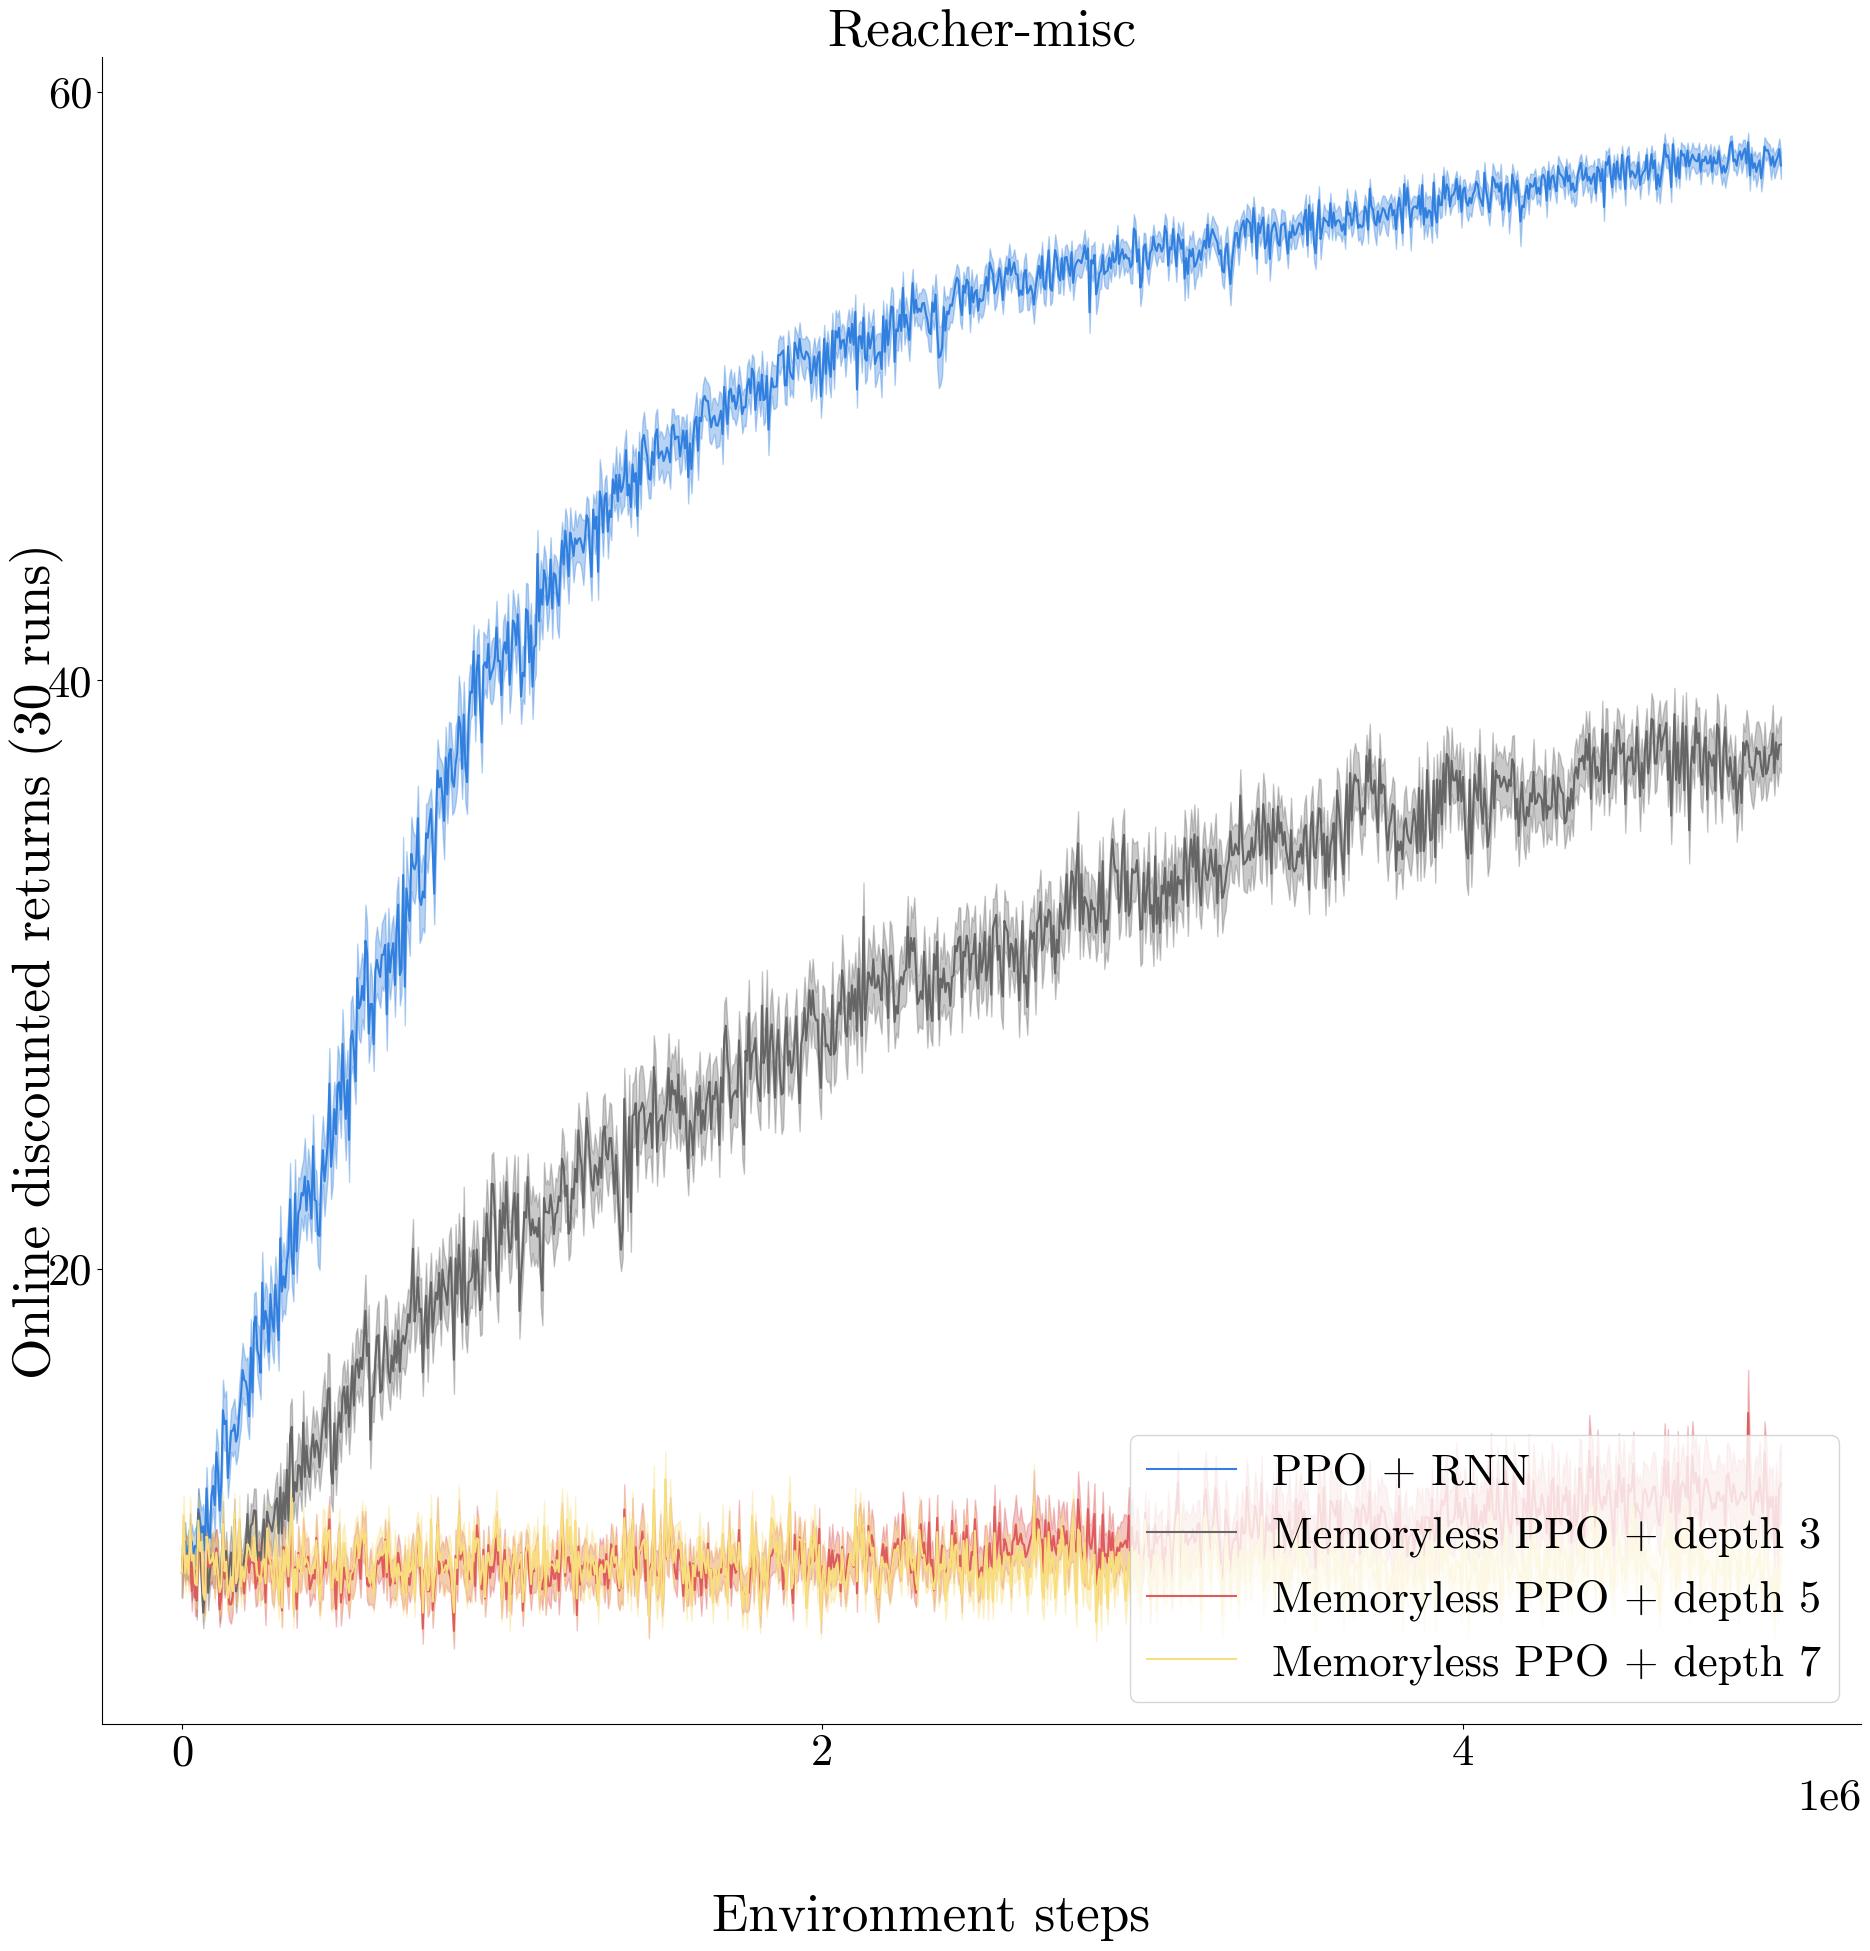 Reacher-misc
Online discounted returns (30 runs)
60
40
20
PPO + RNN
Memoryless PPO + depth 3
Memoryless PPO + depth 5
Memoryless PPO + depth 7
0
2
4
1e6
Environment steps